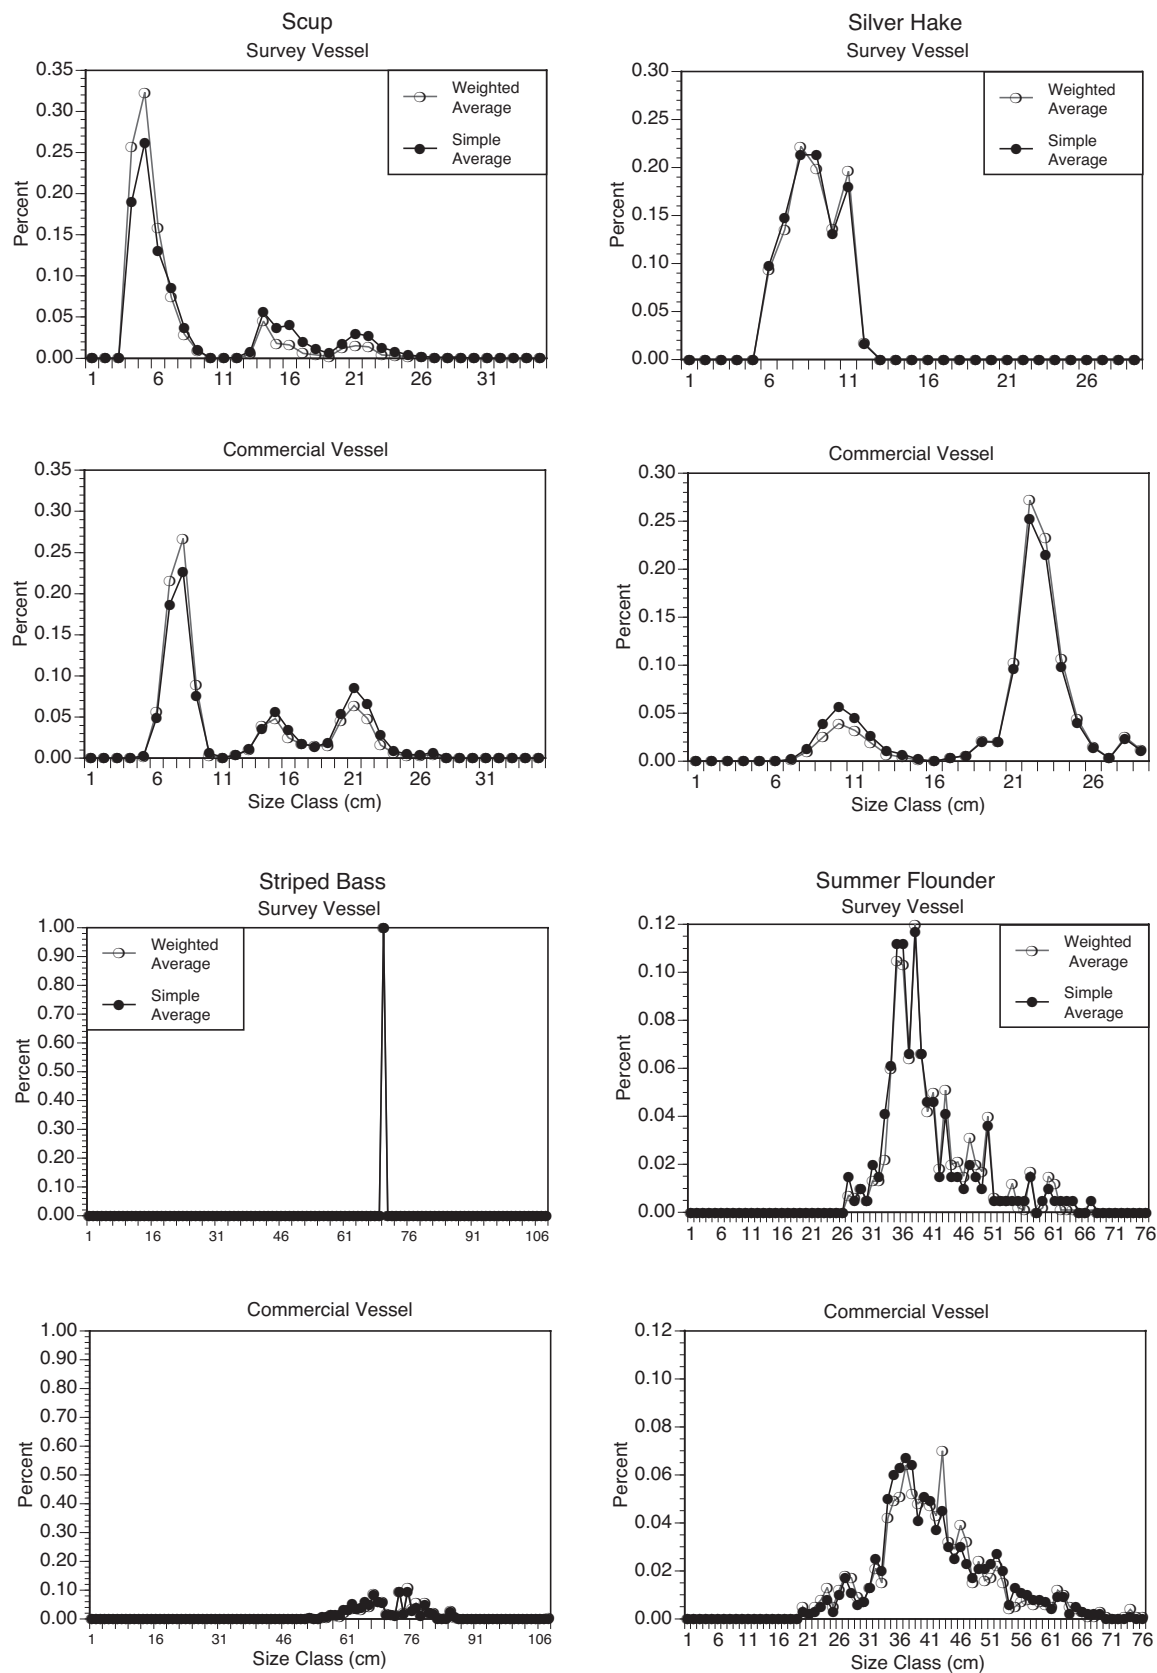 Scup
Survey Vessel
0.35
0.30
0.25
0.20
0.15
0.10
0.05
0.00
Percent
Weighted
Average
Simple
Average
1 6 11 16 21 26 31
Silver Hake
Survey Vessel
0.30
0.25
0.20
0.15
0.10
0.05
0.00
Percent
Weighted
Average
Simple
Average
1 6 11 16 21 26
Commercial Vessel
0.35
0.30
0.25
0.20
0.15
0.10
0.05
0.00
Percent
1 6 11 16 21 26 31
Size Class (cm)
Commercial Vessel
0.30
0.25
0.20
0.15
0.10
0.05
0.00
Percent
1 6 11 16 21 26
Size Class (cm)
Striped Bass
Survey Vessel
1.00
0.90
0.80
0.70
0.60
0.50
0.40
0.30
0.20
0.10
0.00
Percent
Weighted
Average
Simple
Average
1 16 31 46 61 76 91 106
Summer Flounder
Survey Vessel
0.12
0.10
0.08
0.06
0.04
0.02
0.00
Percent
Weighted
Average
Simple
Average
1 6 11 16 21 26 31 36 41 46 51 56 61 66 71 76
Commercial Vessel
1.00
0.90
0.80
0.70
0.60
0.50
0.40
0.30
0.20
0.10
0.00
Percent
1 16 31 46 61 76 91 106
Size Class (cm)
Commercial Vessel
0.12
0.10
0.08
0.06
0.04
0.02
0.00
Percent
1 6 11 16 21 26 31 36 41 46 51 56 61 66 71 76
Size Class (cm)